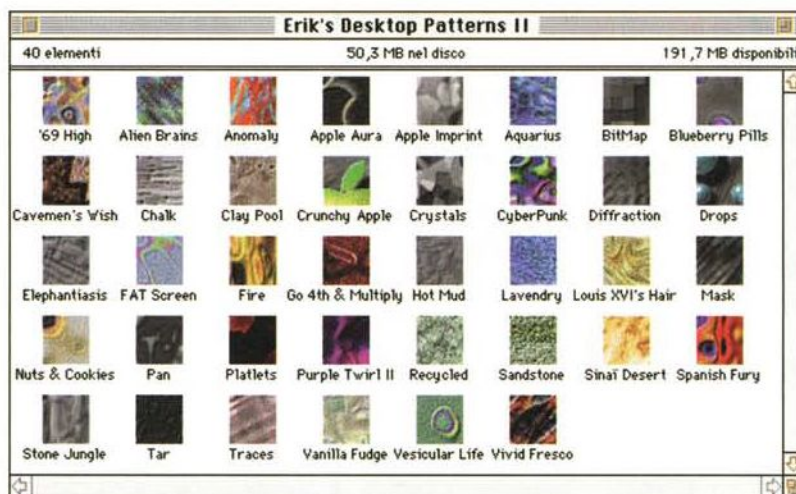 Erik's Desktop Patterns II
40 elementi 50,3 MB nel disco 191,7 MB disponibili
'69 High Alien Brains Anomaly Apple Aura Apple Imprint Aquarius BitMap Blueberry Pills
Cavemen's Wish Chalk Clay Pool Crunchy Apple Crystals CyberPunk Diffraction Drops
Elephantiasis FAT Screen Fire Go 4th & Multiply Hot Mud Lavendry Louis XVI's Hair Mask
Nuts & Cookies Pan Platlets Purple Twirl II Recycled Sandstone Sinaï Desert Spanish Fury
Stone Jungle Tar Traces Vanilla Fudge Vesicular Life Vivid Fresco